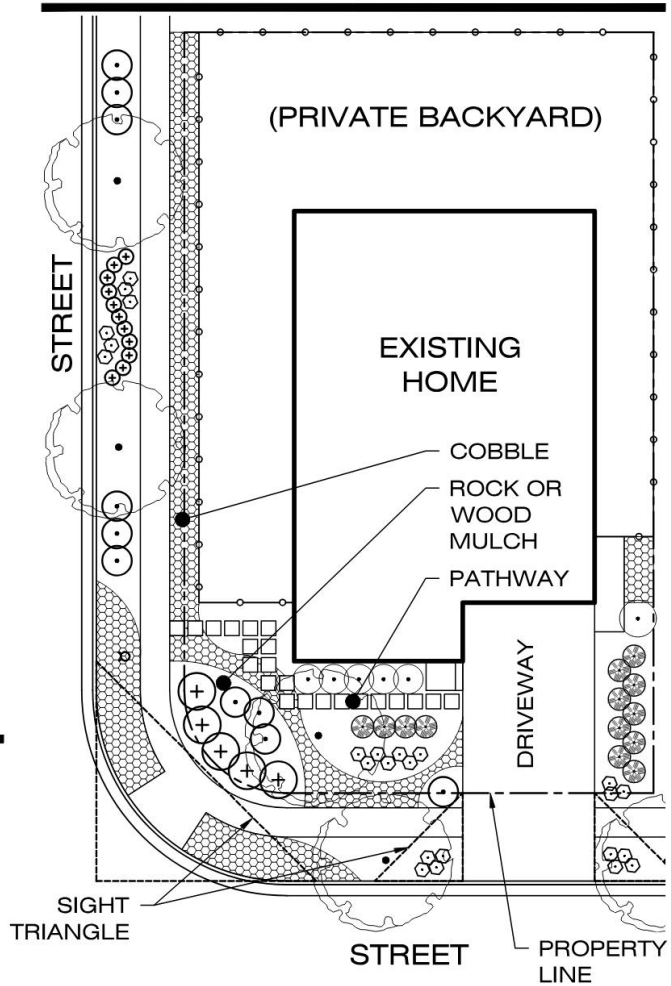 (PRIVATE BACKYARD)
STREET
EXISTING
HOME
COBBLE
ROCK OR
WOOD
MULCH
PATHWAY
DRIVEWAY
SIGHT
TRIANGLE
STREET
PROPERTY
LINE